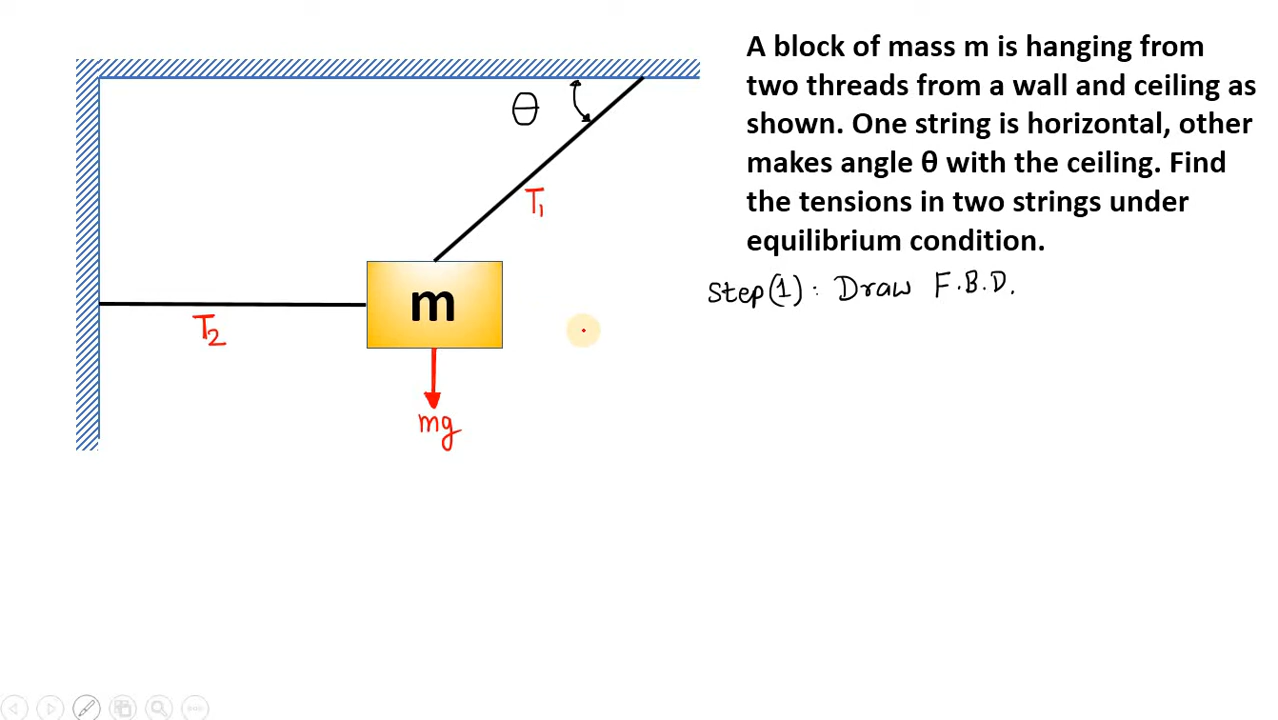 A block of mass m is hanging from
two threads from a wall and ceiling as
shown. One string is horizontal, other
makes angle θ with the ceiling. Find
the tensions in two strings under
equilibrium condition.
Step(1): Draw F.B.D.
θ
T1
m
T2
mg